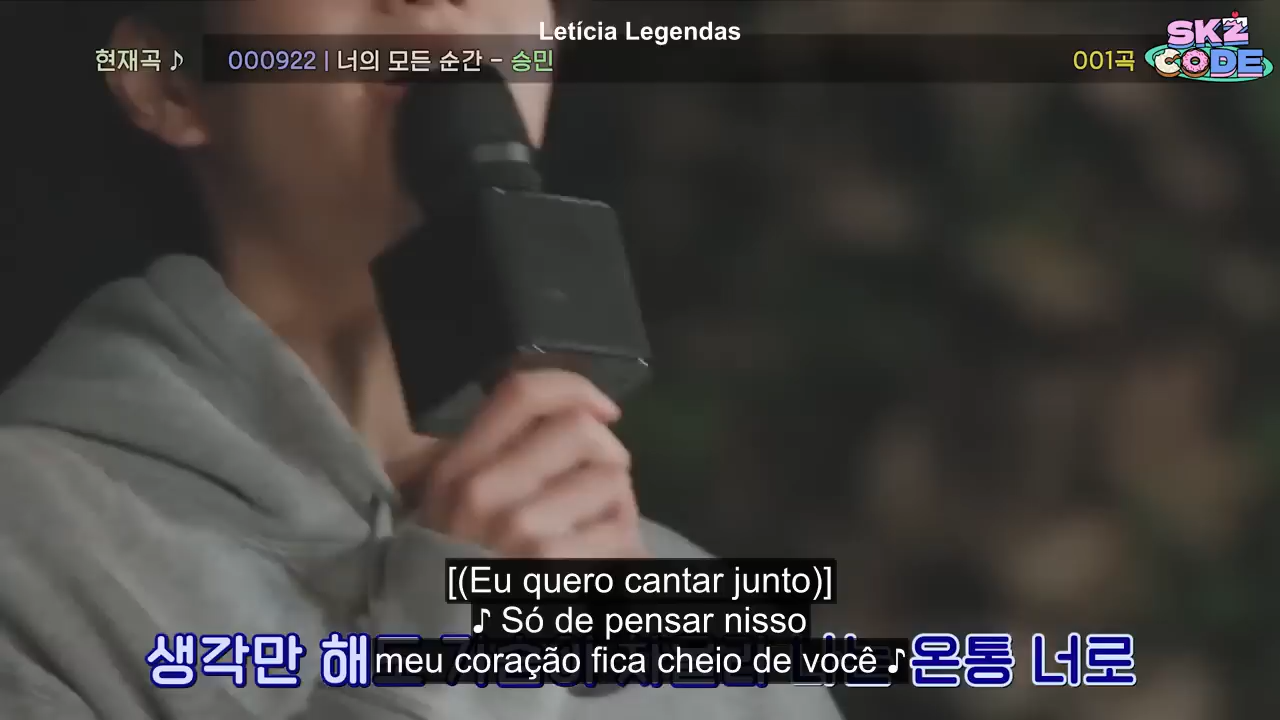 Letícia Legendas
현재곡 ♪ 000922 | 너의 모든 순간 - 승민
001곡
SKZ
CODE
[(Eu quero cantar junto)]
♪ Só de pensar nisso
meu coração fica cheio de você ♪
생각만 해 온통 너로